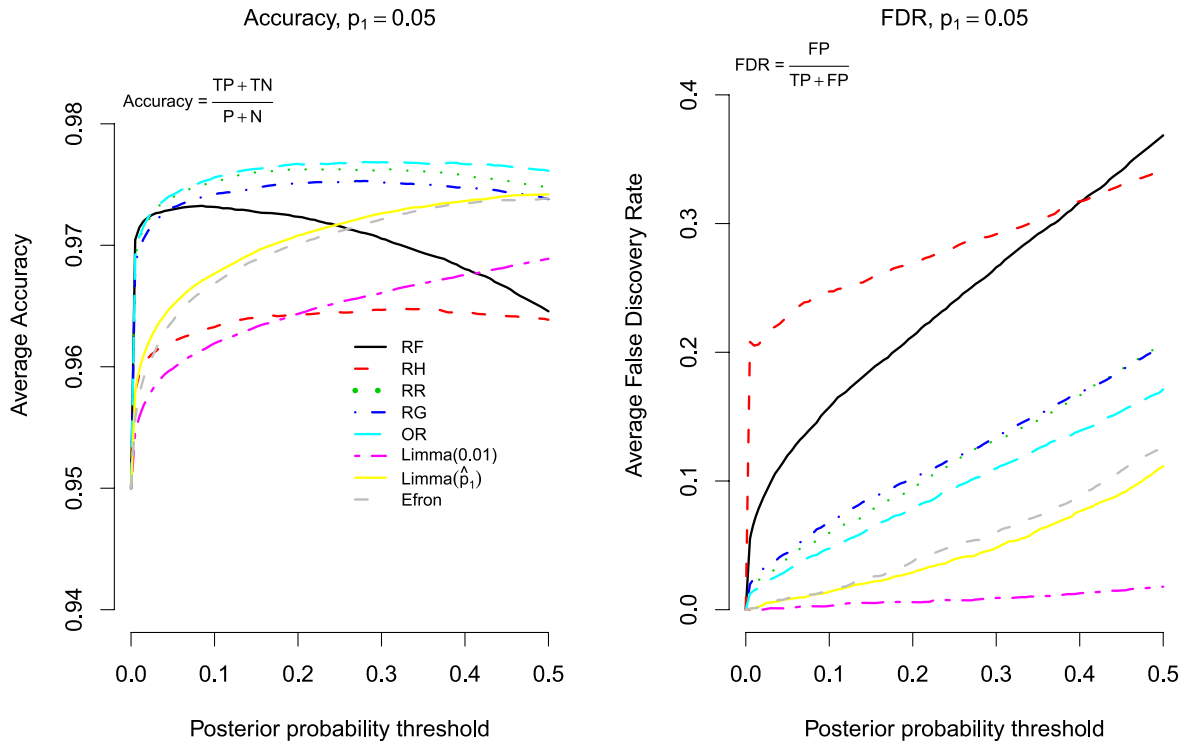 Accuracy, p1 = 0.05
Accuracy = TP + TN
P + N
Average Accuracy
0.98
0.97
0.96
0.95
0.94
RF
RH
RR
RG
OR
Limma(0.01)
Limma(p̂1)
Efron
0.0 0.1 0.2 0.3 0.4 0.5
Posterior probability threshold
FDR, p1 = 0.05
FDR = FP
TP + FP
Average False Discovery Rate
0.4
0.3
0.2
0.1
0.0
0.0 0.1 0.2 0.3 0.4 0.5
Posterior probability threshold